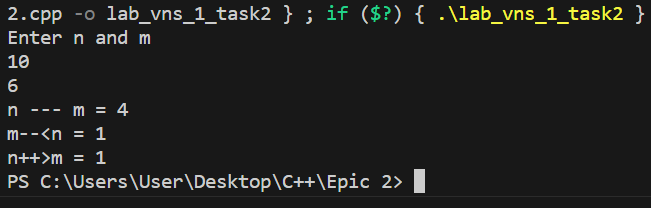 2.cpp -o lab_vns_1_task2 } ; if ($?) { .\lab_vns_1_task2 }
Enter n and m
10
6
n --- m = 4
m--<n = 1
n++>m = 1
PS C:\Users\User\Desktop\C++\Epic 2>